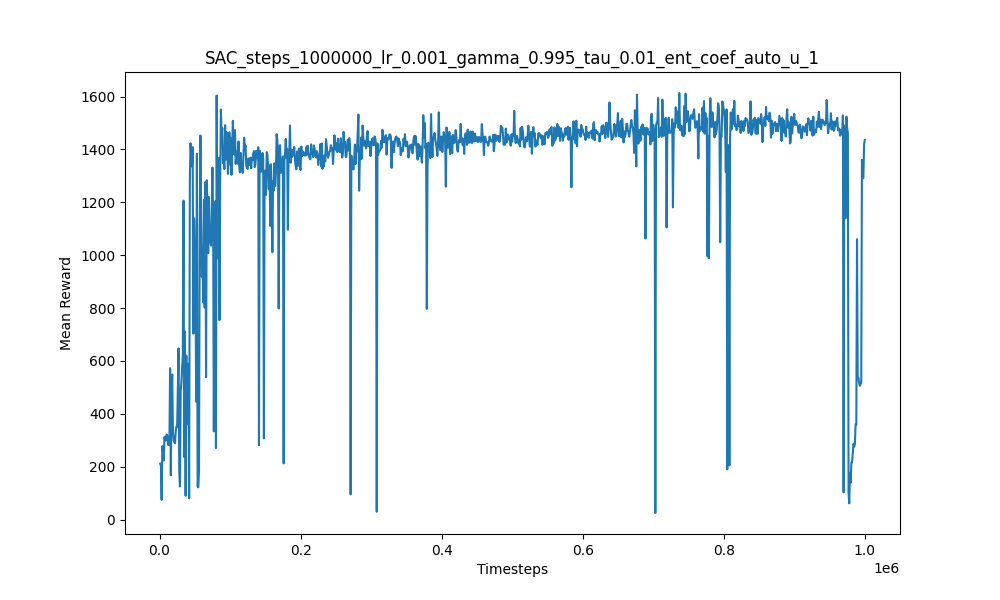 SAC_steps_1000000_lr_0.001_gamma_0.995_tau_0.01_ent_coef_auto_u_1
1600
1400
1200
1000
800
600
400
200
0
Mean Reward
0.0 0.2 0.4 0.6 0.8 1.0
1e6
Timesteps